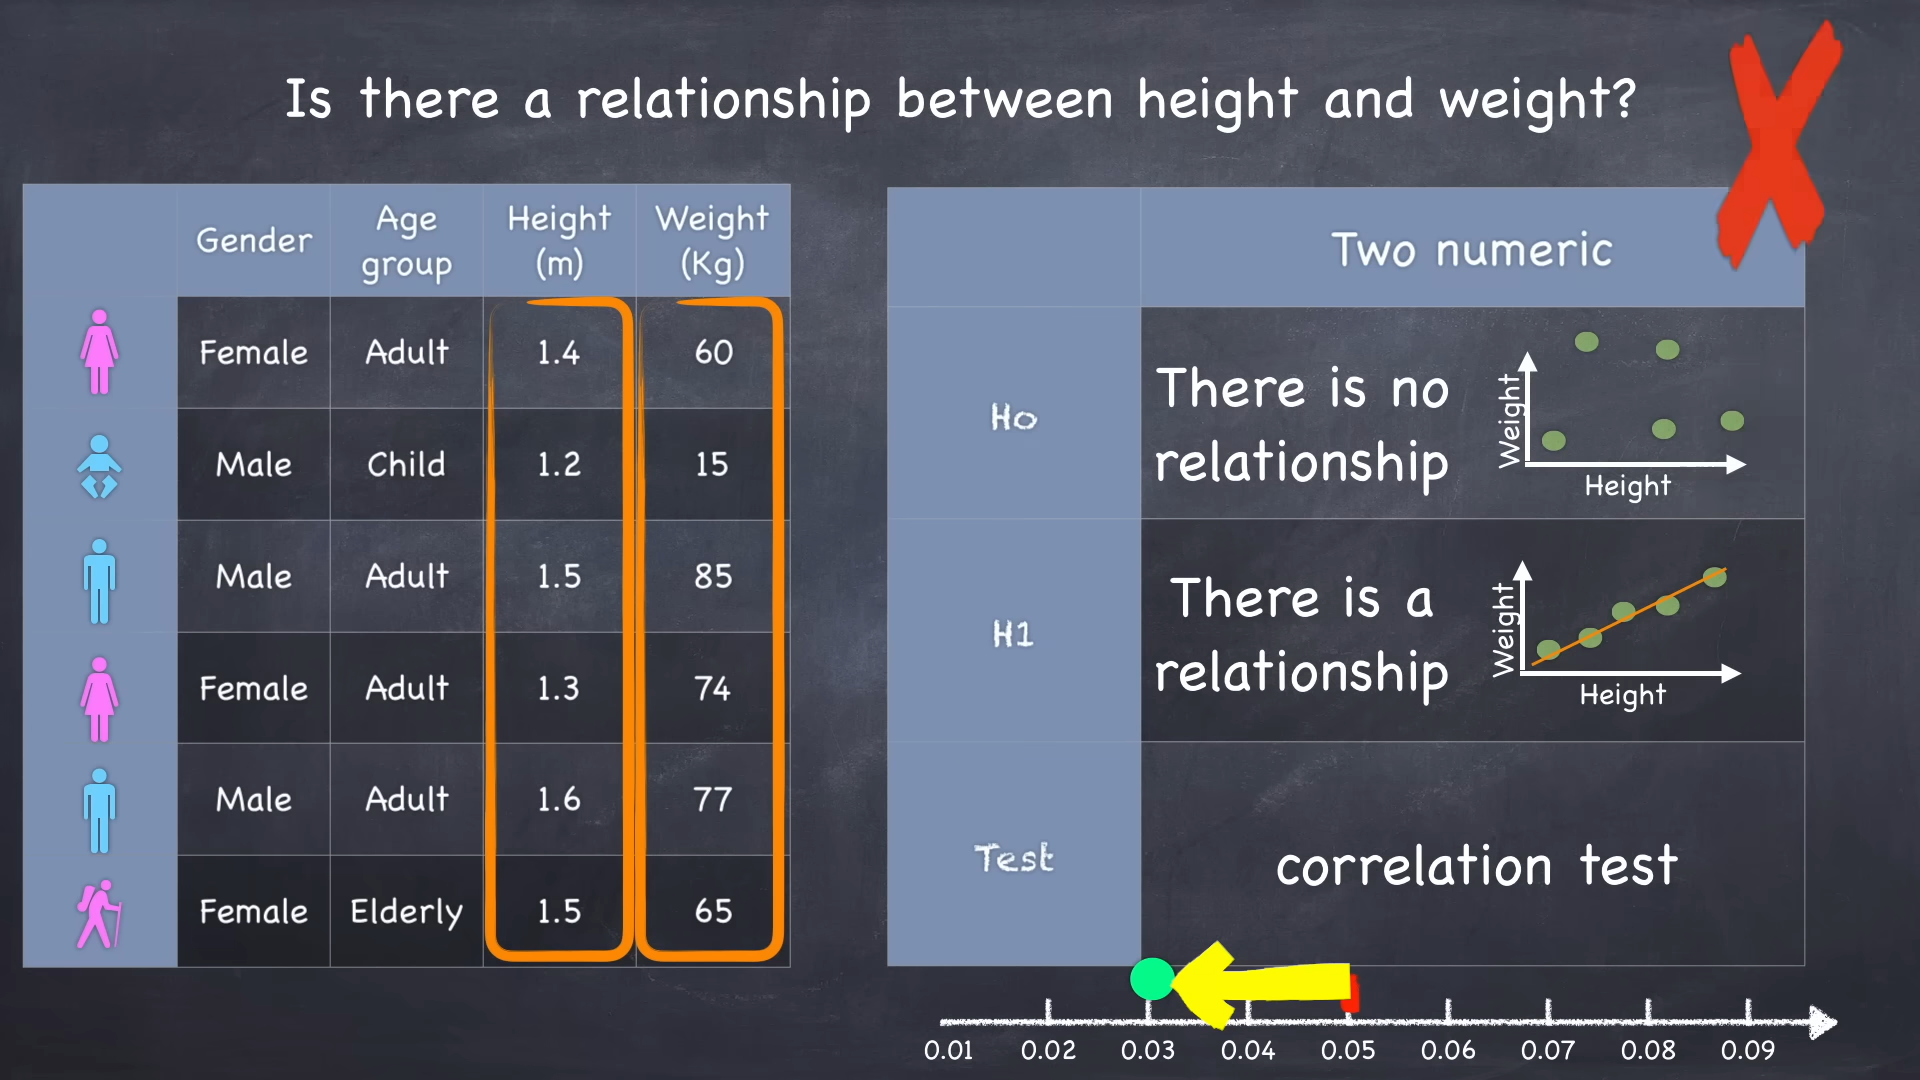 Is there a relationship between height and weight?
Gender Age group Height (m) Weight (Kg)
Female Adult 1.4 60
Male Child 1.2 15
Male Adult 1.5 85
Female Adult 1.3 74
Male Adult 1.6 77
Female Elderly 1.5 65
Two numeric
Ho
There is no
relationship
Weight
Height
H1
There is a
relationship
Weight
Height
Test
correlation test
0.01 0.02 0.03 0.04 0.05 0.06 0.07 0.08 0.09